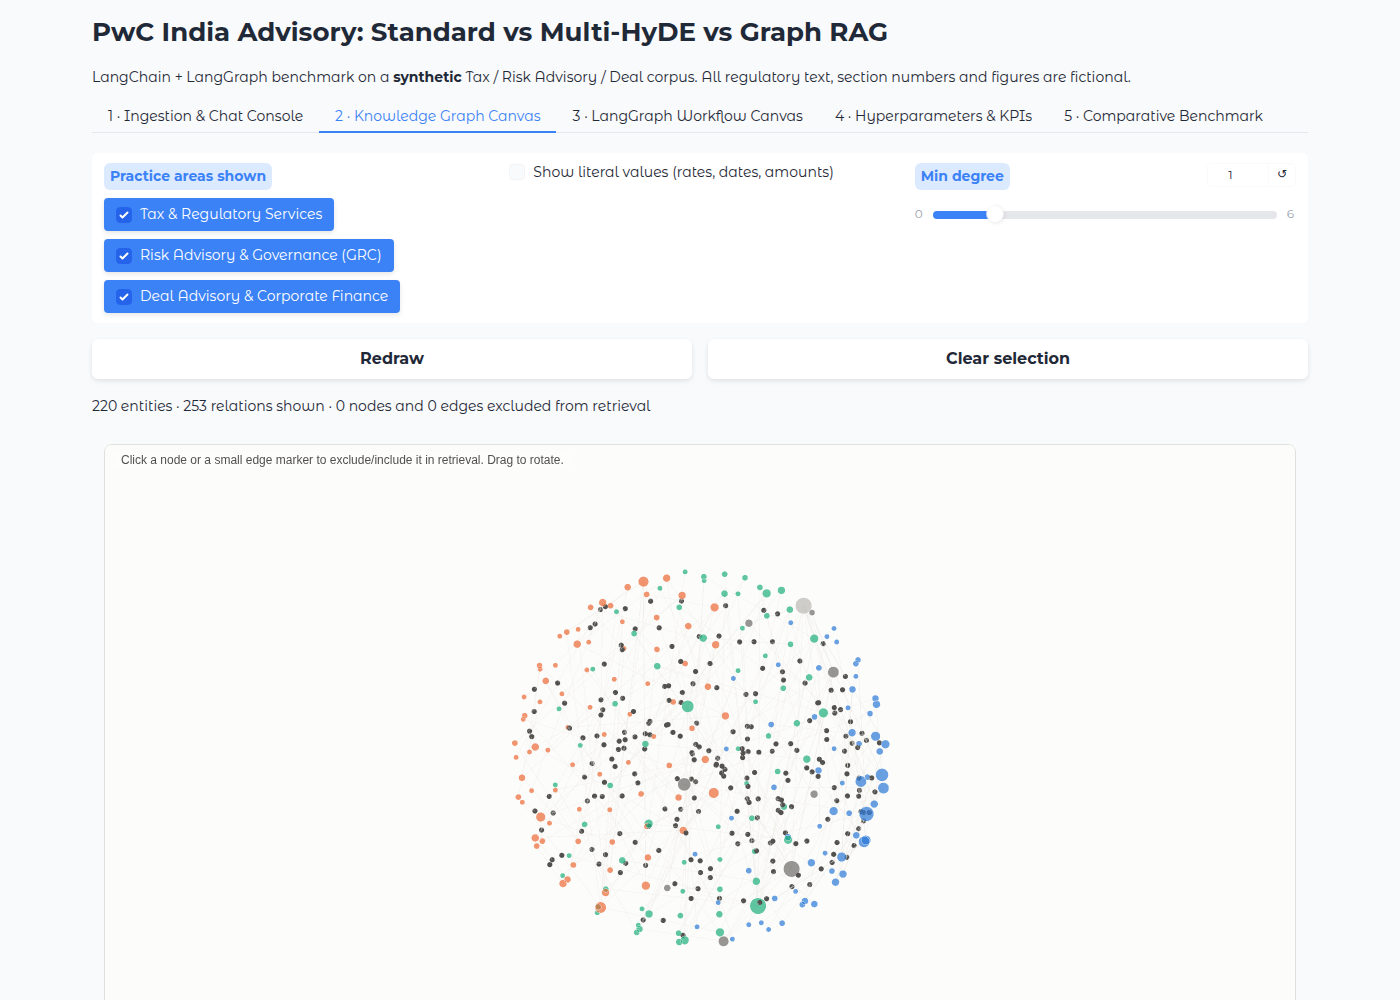 PwC India Advisory: Standard vs Multi-HyDE vs Graph RAG
LangChain + LangGraph benchmark on a synthetic Tax / Risk Advisory / Deal corpus. All regulatory text, section numbers and figures are fictional.
1 · Ingestion & Chat Console
2 · Knowledge Graph Canvas
3 · LangGraph Workflow Canvas
4 · Hyperparameters & KPIs
5 · Comparative Benchmark
Practice areas shown
Tax & Regulatory Services
Risk Advisory & Governance (GRC)
Deal Advisory & Corporate Finance
Show literal values (rates, dates, amounts)
Min degree
1
↺
0
6
Redraw
Clear selection
220 entities · 253 relations shown · 0 nodes and 0 edges excluded from retrieval
Click a node or a small edge marker to exclude/include it in retrieval. Drag to rotate.